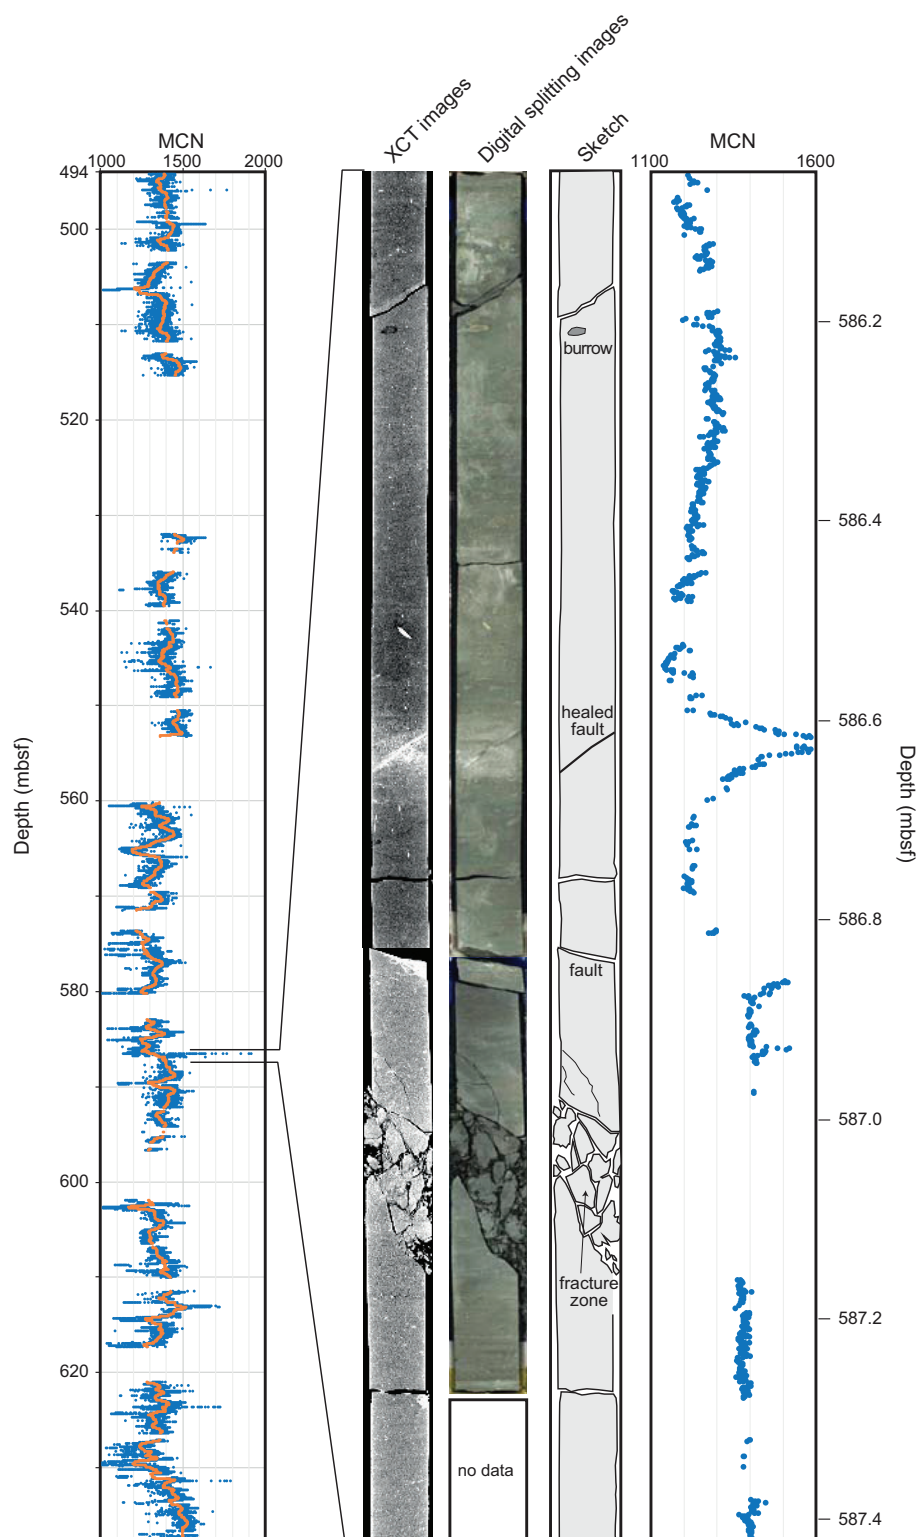 XCT images
Digital splitting images
Sketch
MCN
1000 1500 2000
MCN
1100 1600
494
500
520
540
560
580
600
620
Depth (mbsf)
burrow
healed
fault
fault
fracture
zone
no data
586.2
586.4
586.6
586.8
587.0
587.2
587.4
Depth (mbsf)